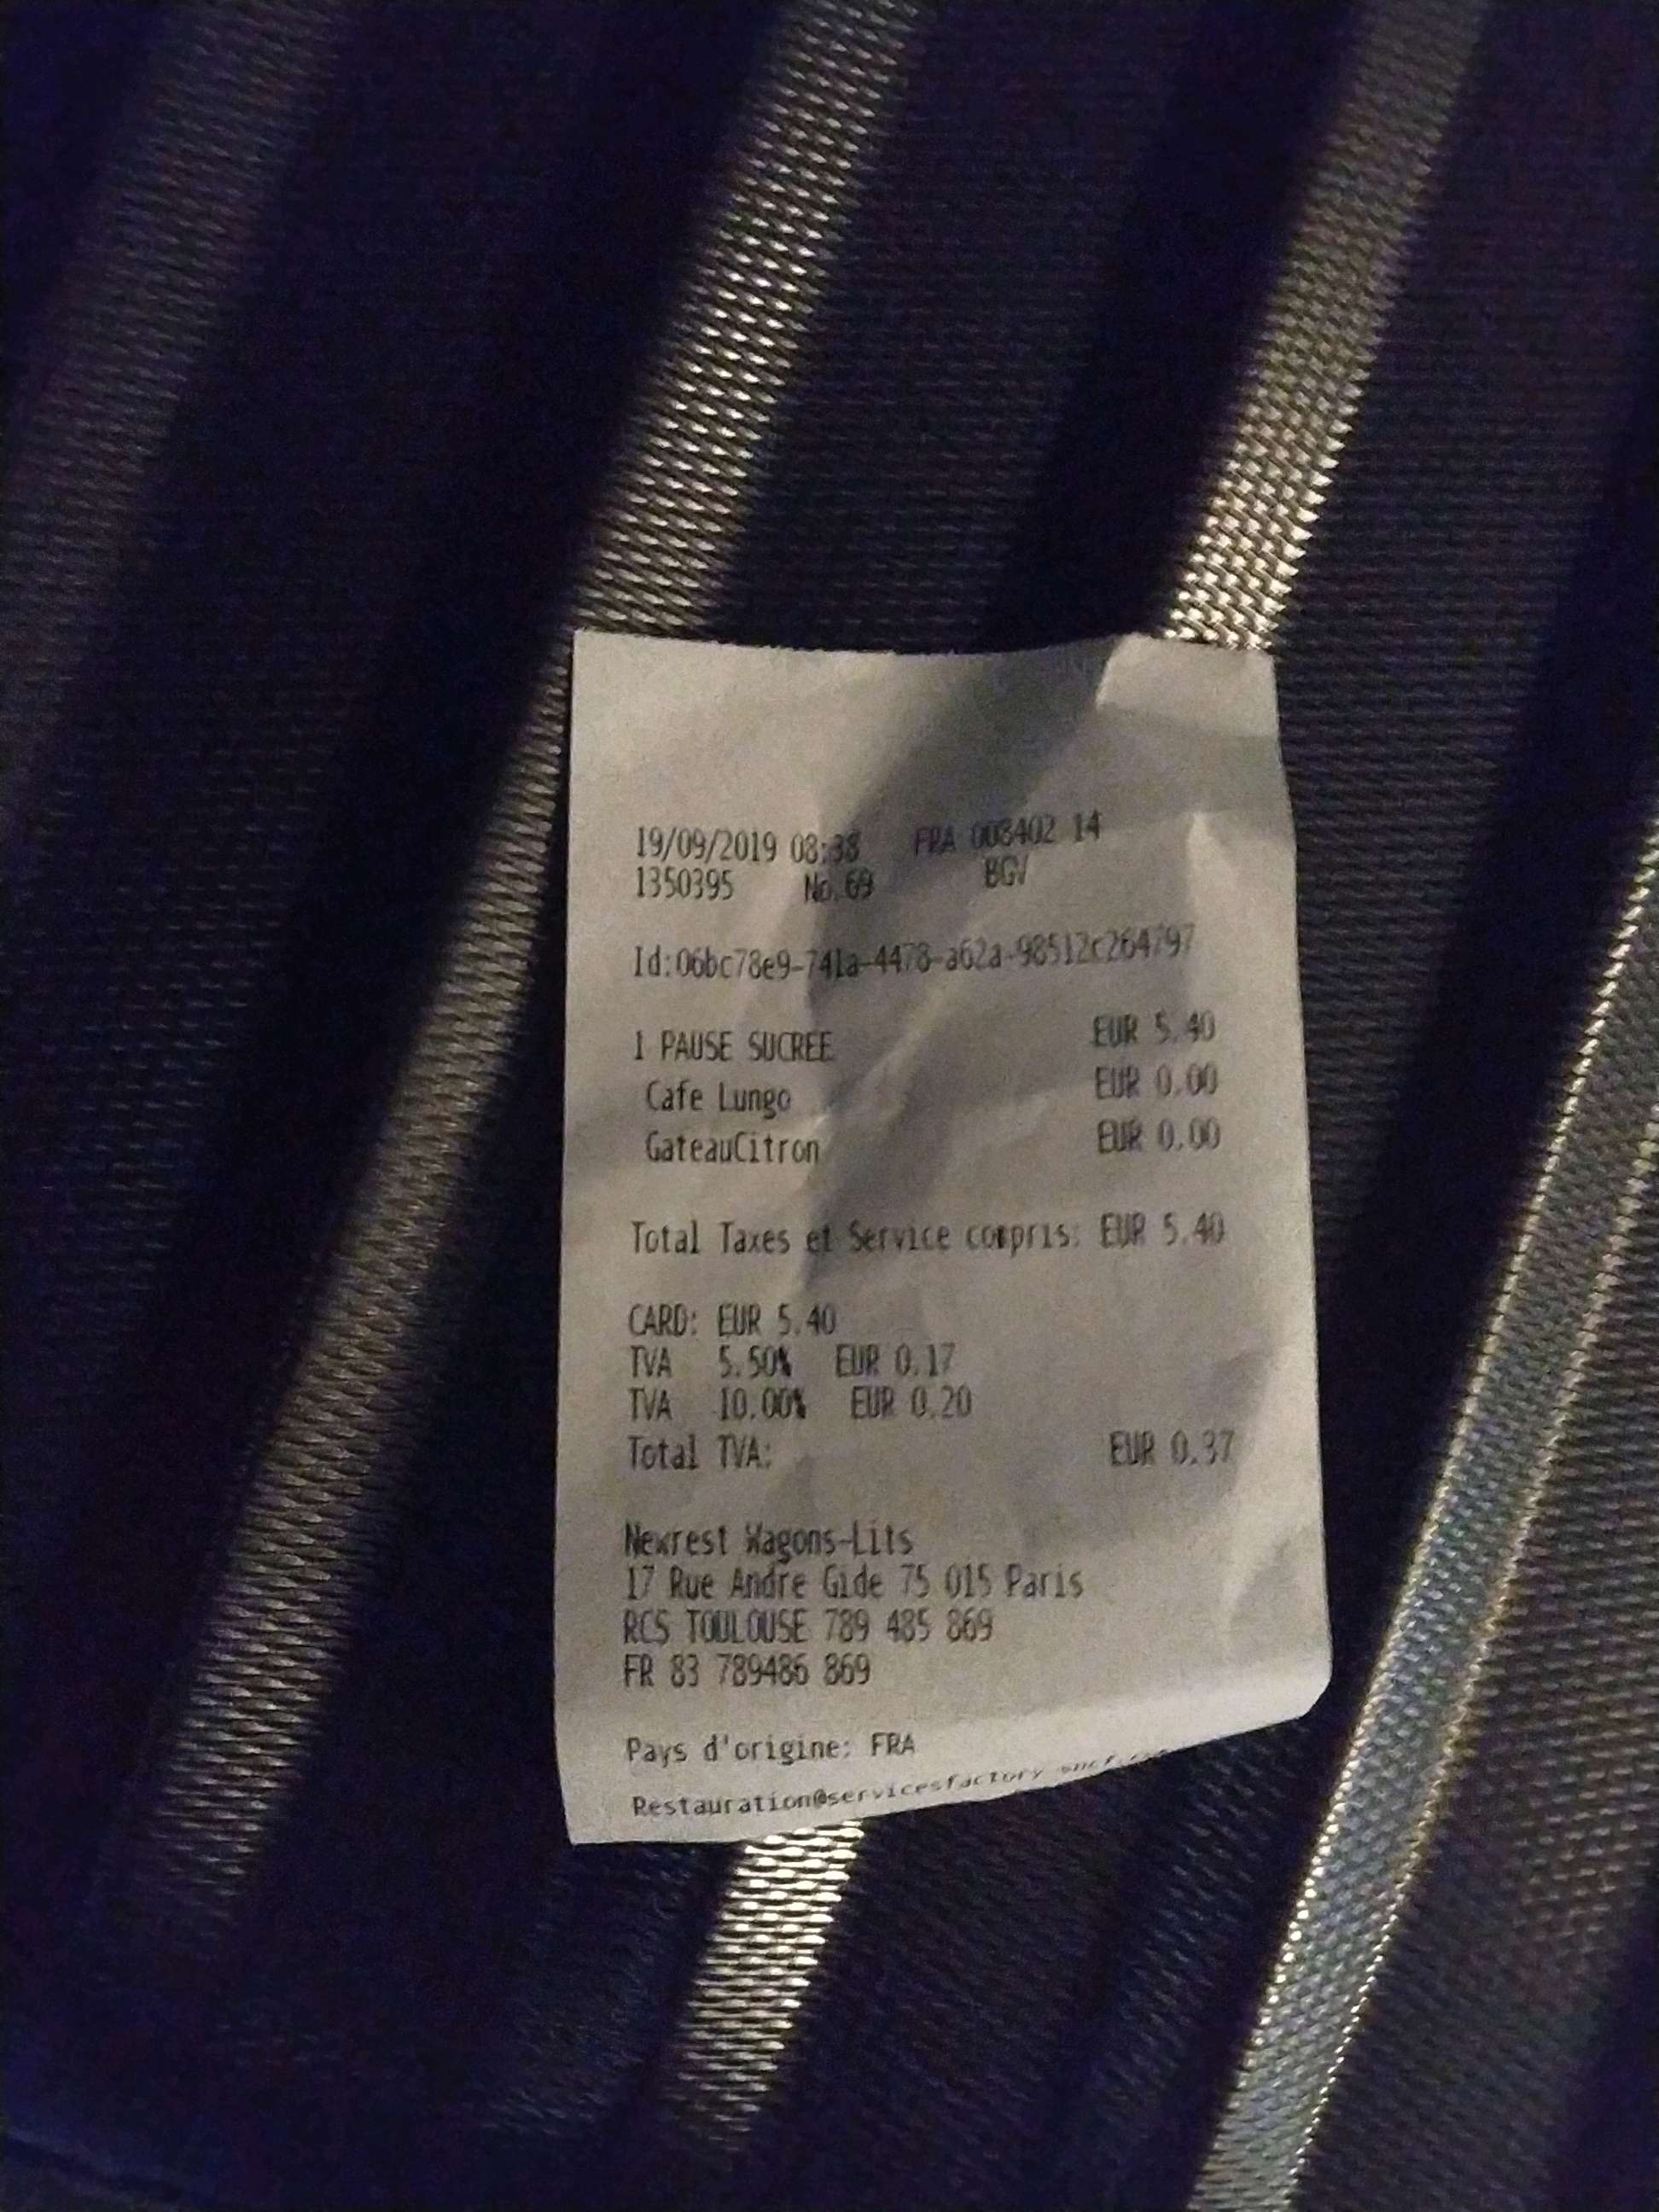 19/09/2019 08:38 FRA 008402 14
1350395 No.69 BGV
Id:06bc78e9-741a-4478-a62a-98512c264797
1 PAUSE SUCREE EUR 5.40
Cafe Lungo EUR 0.00
GateauCitron EUR 0.00
Total Taxes et Service compris: EUR 5.40
CARD: EUR 5.40
TVA 5.50% EUR 0.17
TVA 10.00% EUR 0.20
Total TVA: EUR 0.37
Newrest Wagons-Lits
17 Rue Andre Gide 75 015 Paris
RCS TOULOUSE 789 485 869
FR 83 789486 869
Pays d'origine: FRA